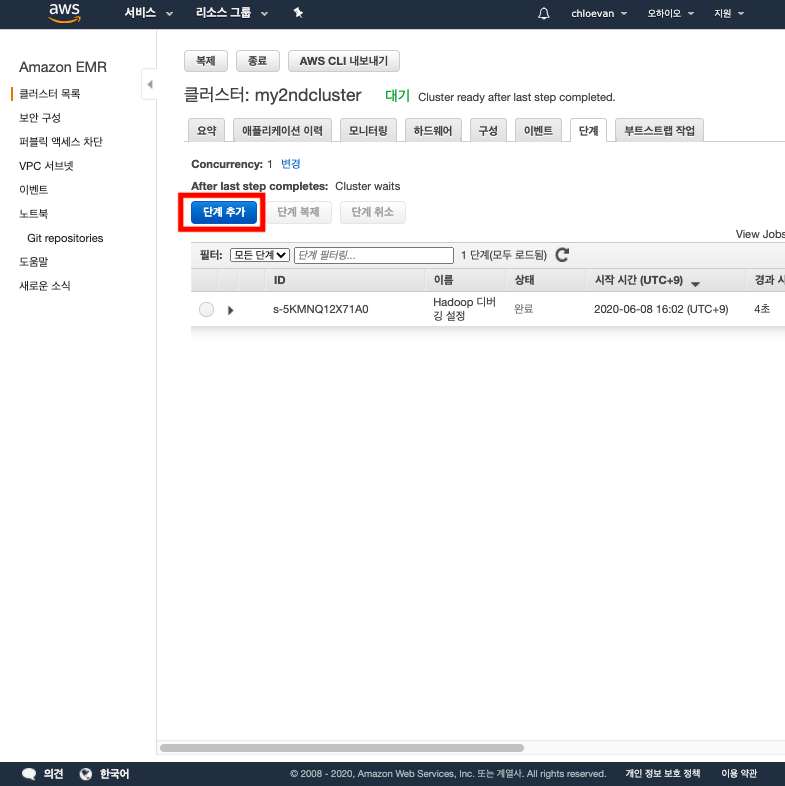 aws 서비스 리소스 그룹 chloevan 오하이오 지원
Amazon EMR
클러스터 목록
보안 구성
퍼블릭 액세스 차단
VPC 서브넷
이벤트
노트북
Git repositories
도움말
새로운 소식
복제 종료 AWS CLI 내보내기
클러스터: my2ndcluster 대기 Cluster ready after last step completed.
요약 애플리케이션 이력 모니터링 하드웨어 구성 이벤트 단계 부트스트랩 작업
Concurrency: 1 변경
After last step completes: Cluster waits
단계 추가 단계 복제 단계 취소
View Jobs
필터: 모든 단계 단계 필터링... 1 단계(모두 로드됨)
ID 이름 상태 시작 시간 (UTC+9) 경과 시
s-5KMNQ12X71A0 Hadoop 디버 완료 2020-06-08 16:02 (UTC+9) 4초
깅 설정
의견 한국어 © 2008 - 2020, Amazon Web Services, Inc. 또는 계열사. All rights reserved. 개인 정보 보호 정책 이용 약관